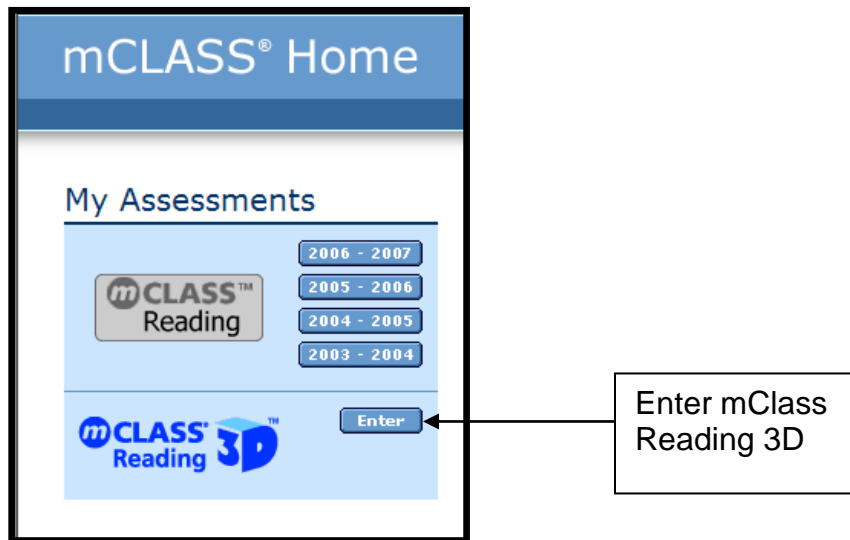 mCLASS® Home
My Assessments
mCLASS™
Reading
2006 - 2007
2005 - 2006
2004 - 2005
2003 - 2004
mCLASS®
Reading 3D™
Enter
Enter mClass
Reading 3D